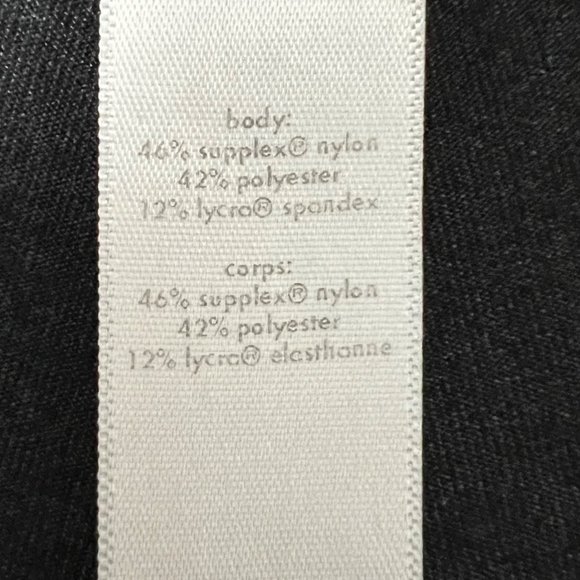 body:
46% supplex® nylon
42% polyester
12% lycra® spandex
corps:
46% supplex® nylon
42% polyester
12% lycra® elasthanne